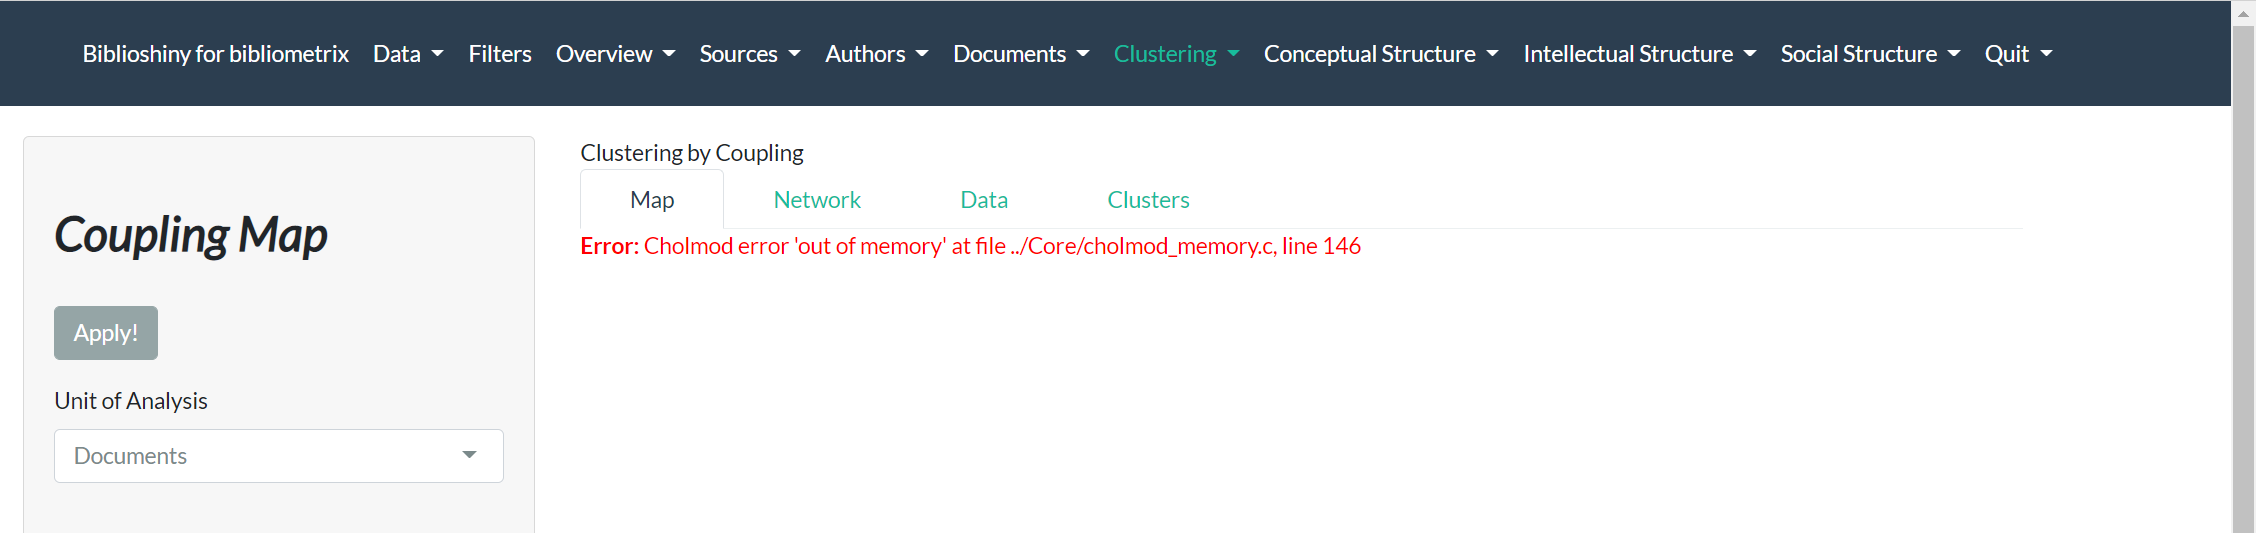 Biblioshiny for bibliometrix Data Filters Overview Sources Authors Documents Clustering Conceptual Structure Intellectual Structure Social Structure Quit
Coupling Map
Apply!
Unit of Analysis
Documents
Clustering by Coupling
Map Network Data Clusters
Error: Cholmod error 'out of memory' at file ../Core/cholmod_memory.c, line 146